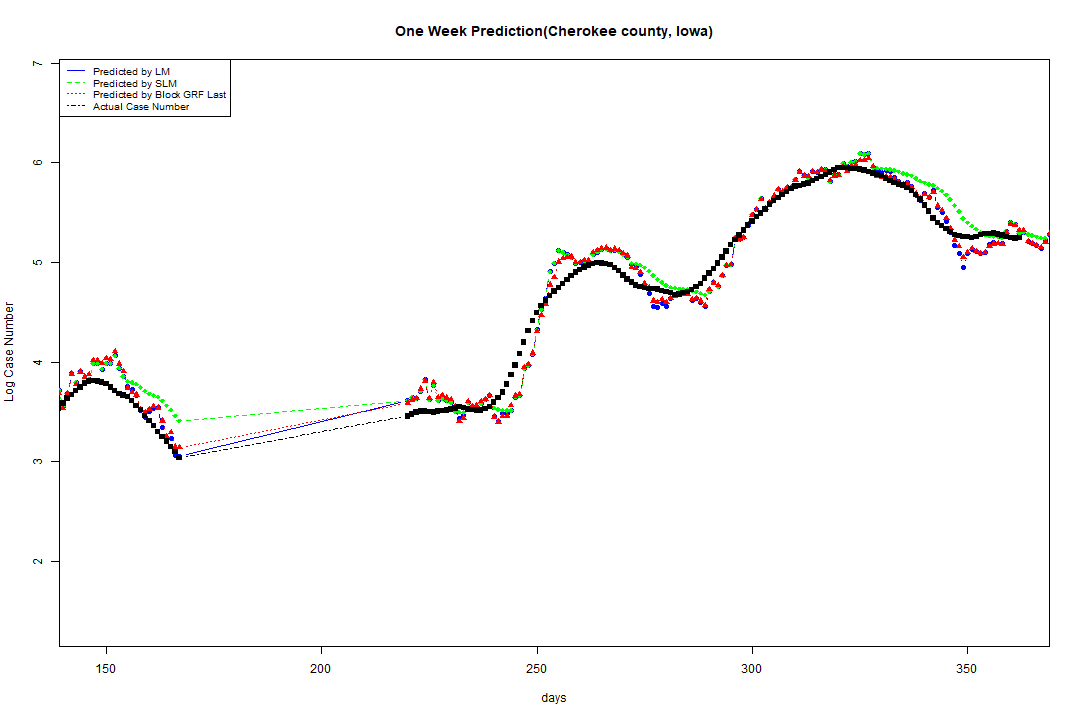 One Week Prediction(Cherokee county, Iowa)
Predicted by LM
Predicted by SLM
Predicted by Block GRF Last
Actual Case Number
7
6
5
4
3
2
Log Case Number
150 200 250 300 350
days